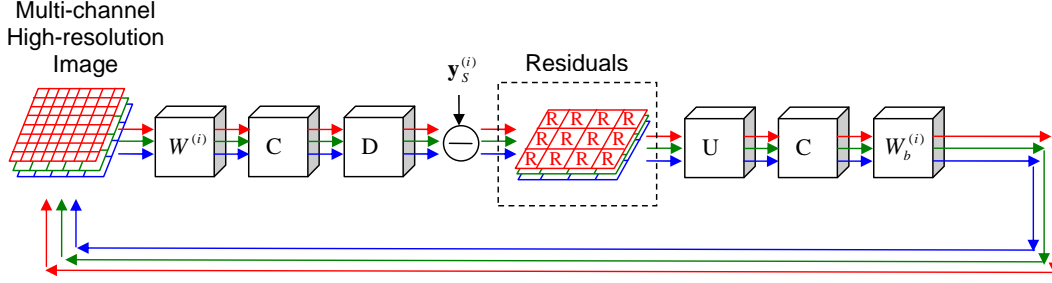 Multi-channel
High-resolution
Image
y_S^{(i)}
Residuals
W^{(i)}
C
D
—
R R R R
R R R R
R R R R
U
C
W_b^{(i)}